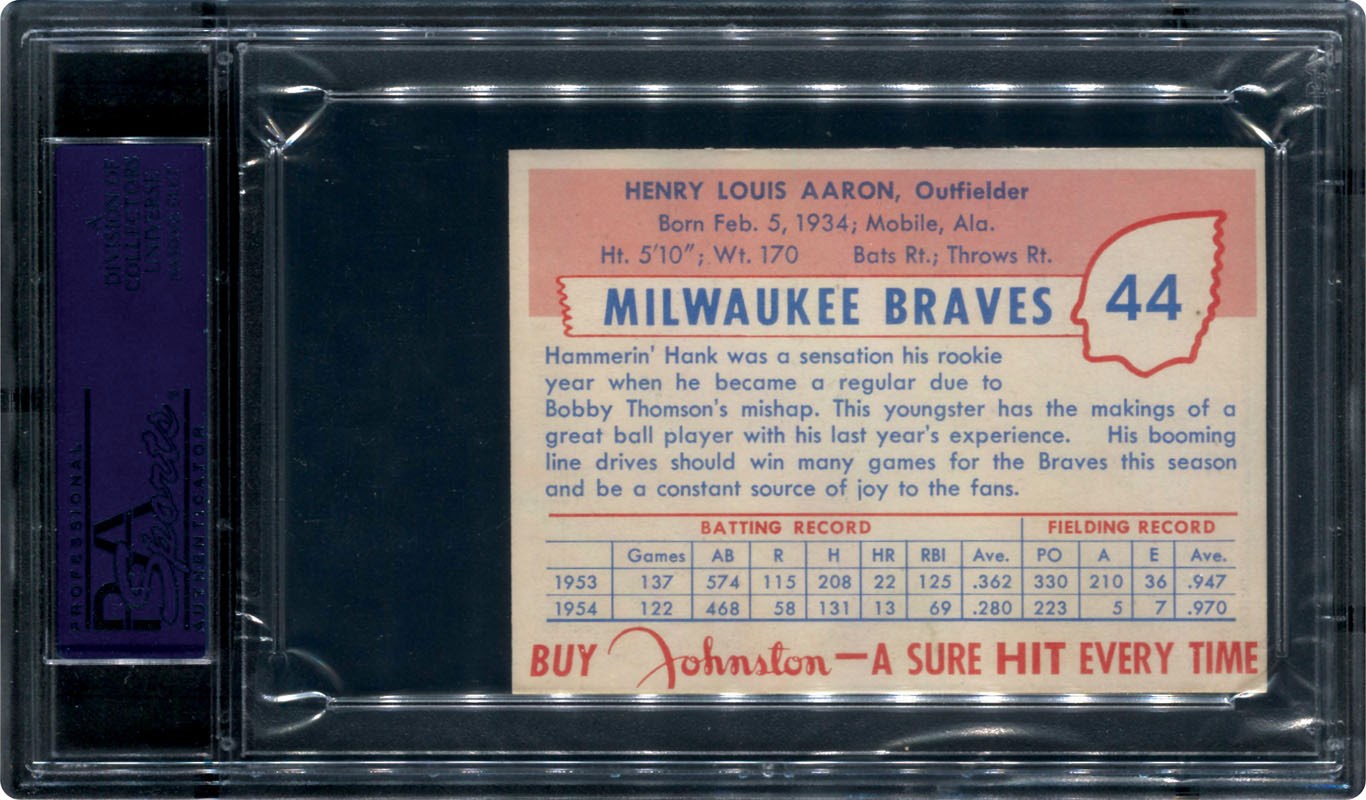 HENRY LOUIS AARON, Outfielder
Born Feb. 5, 1934; Mobile, Ala.
Ht. 5'10"; Wt. 170 Bats Rt.; Throws Rt.
MILWAUKEE BRAVES
44
Hammerin' Hank was a sensation his rookie
year when he became a regular due to
Bobby Thomson's mishap. This youngster has the makings of a
great ball player with his last year's experience. His booming
line drives should win many games for the Braves this season
and be a constant source of joy to the fans.
BATTING RECORD FIELDING RECORD
Games AB R H HR RBI Ave. PO A E Ave.
1953 137 574 115 208 22 125 .362 330 210 36 .947
1954 122 468 58 131 13 69 .280 223 5 7 .970
BUY Johnston—A SURE HIT EVERY TIME
A
DIVISION OF
COLLECTORS
UNIVERSE
PROFESSIONAL
PSA
Sports
AUTHENTICATOR